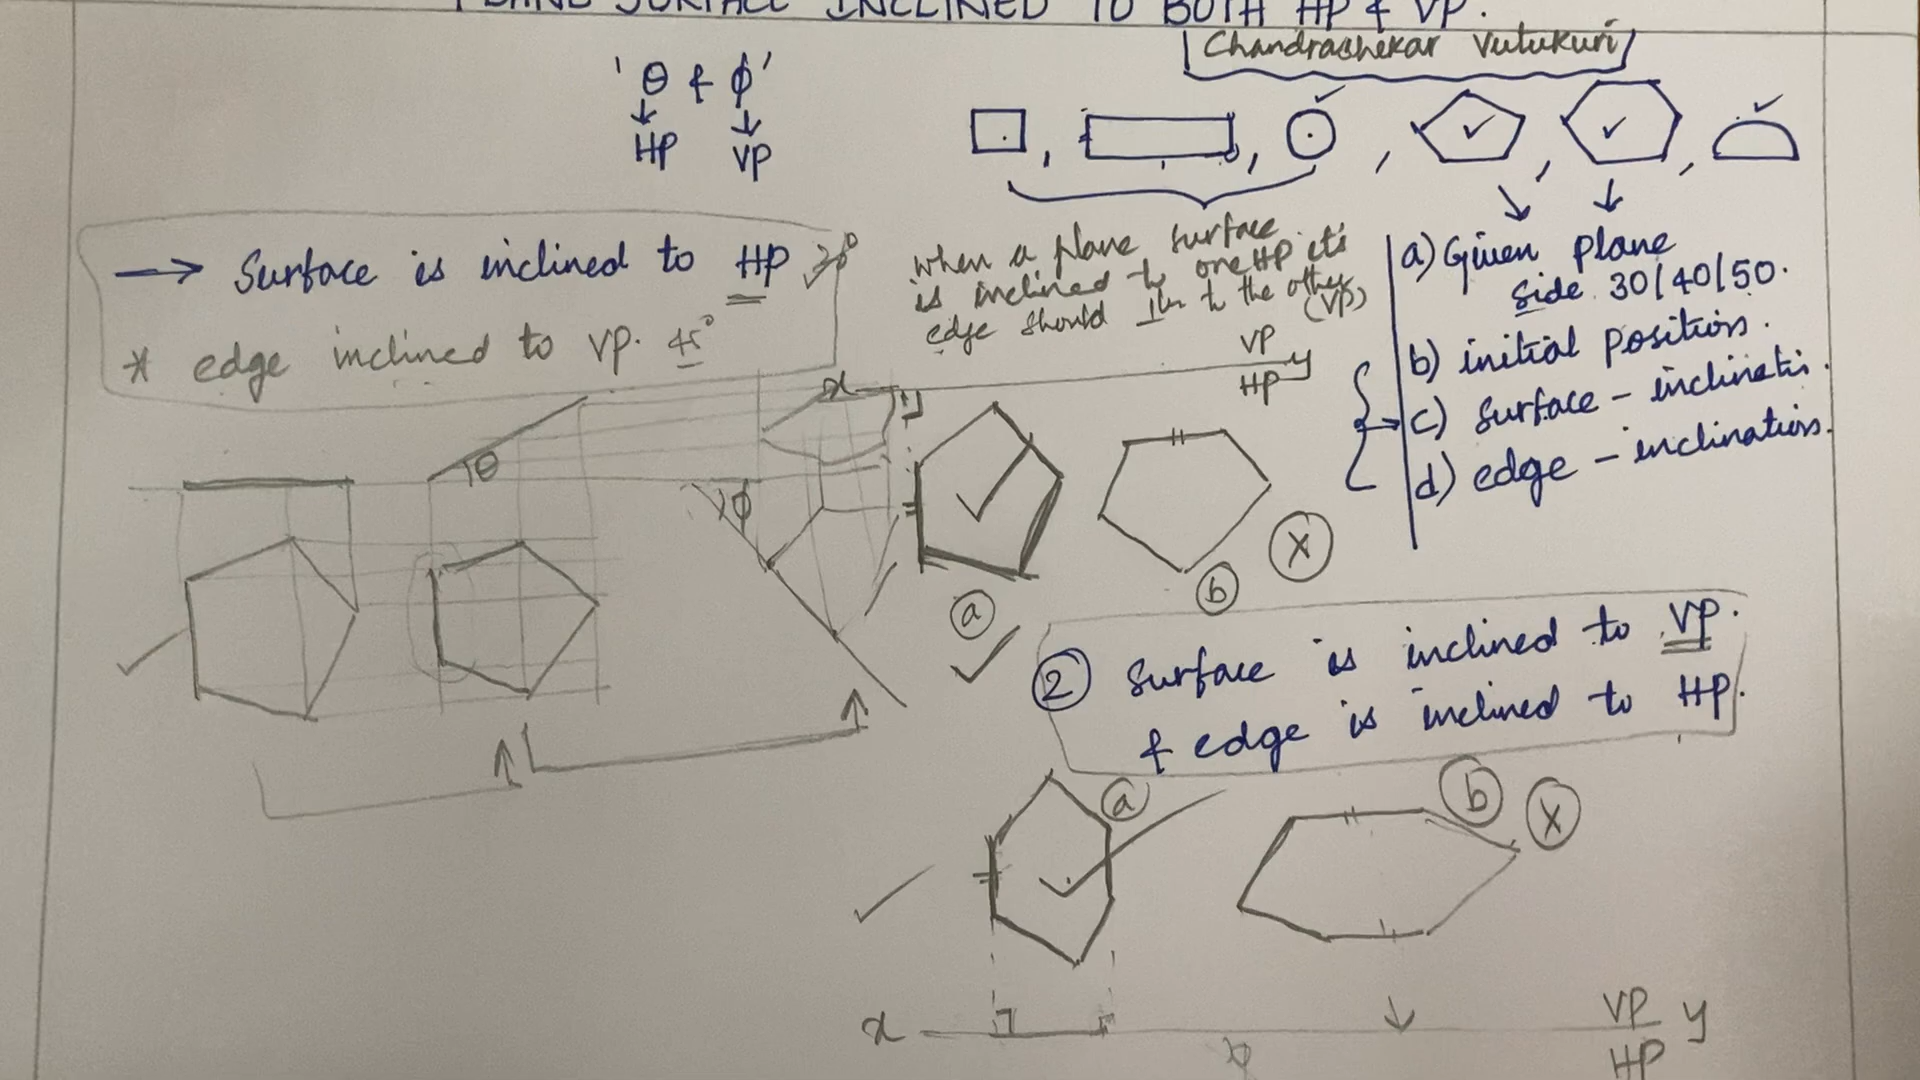 PLANE SURFACE INCLINED TO BOTH HP & VP.
Chandrashekar Vutukuri
'θ & ϕ'
HP VP
→ Surface is inclined to HP 30°
* edge inclined to VP. 45°
when a plane surface
is inclined to one HP it's
edge should ⊥lr to the other
(VP)
a) Given plane
side 30/40/50.
b) initial position.
c) surface - inclinatin.
d) edge - inclination.
x VP y
HP
θ
ϕ
a
b X
2 Surface is inclined to VP.
& edge is inclined to HP.
a
b X
x VP y
HP